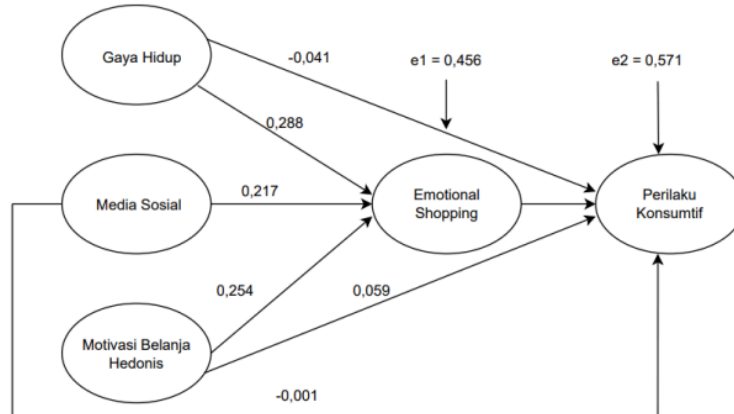 Gaya Hidup
-0,041
e1 = 0,456
e2 = 0,571
0,288
Media Sosial
0,217
Emotional
Shopping
Perilaku
Konsumtif
0,254
0,059
Motivasi Belanja
Hedonis
-0,001